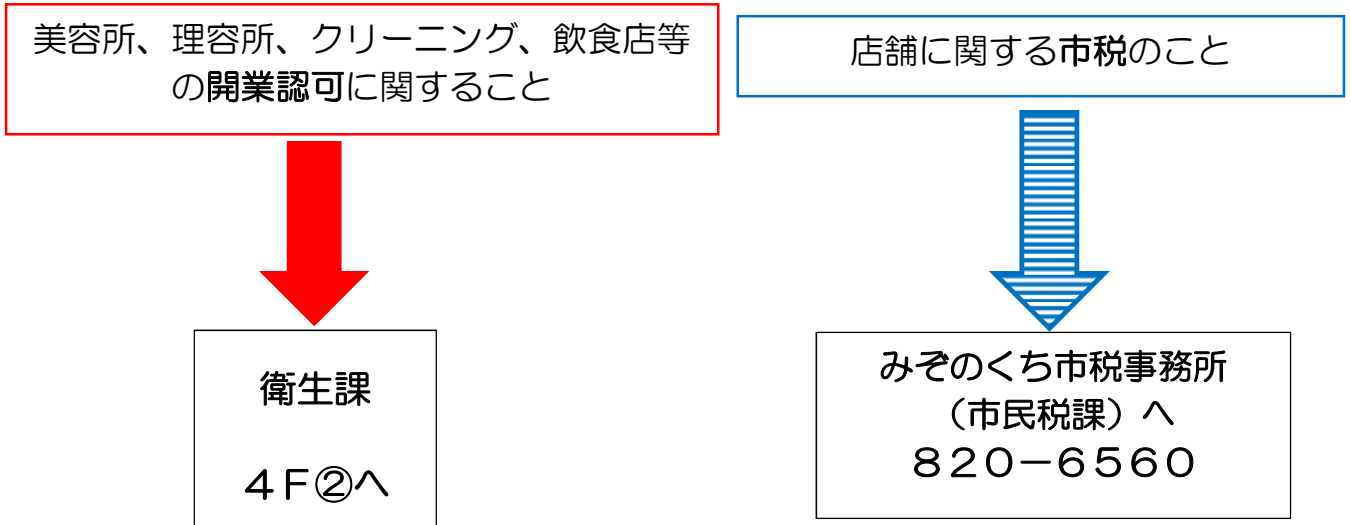 美容所、理容所、クリーニング、飲食店等
の開業認可に関すること
衛生課
4F②へ
店舗に関する市税のこと
みぞのくち市税事務所
(市民税課)へ
820-6560